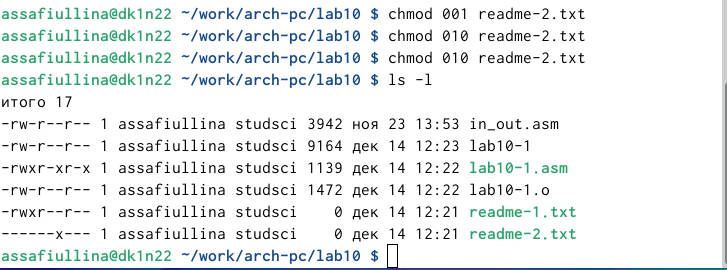 assafiullina@dk1n22 ~/work/arch-pc/lab10 $ chmod 001 readme-2.txt
assafiullina@dk1n22 ~/work/arch-pc/lab10 $ chmod 010 readme-2.txt
assafiullina@dk1n22 ~/work/arch-pc/lab10 $ chmod 010 readme-2.txt
assafiullina@dk1n22 ~/work/arch-pc/lab10 $ ls -l
итого 17
-rw-r--r-- 1 assafiullina studsci 3942 ноя 23 13:53 in_out.asm
-rw-r--r-- 1 assafiullina studsci 9164 дек 14 12:23 lab10-1
-rwxr-xr-x 1 assafiullina studsci 1139 дек 14 12:22 lab10-1.asm
-rw-r--r-- 1 assafiullina studsci 1472 дек 14 12:22 lab10-1.o
-rwxr--r-- 1 assafiullina studsci    0 дек 14 12:21 readme-1.txt
------x--- 1 assafiullina studsci    0 дек 14 12:21 readme-2.txt
assafiullina@dk1n22 ~/work/arch-pc/lab10 $